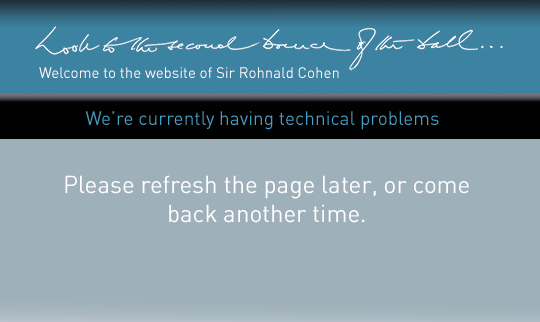 Look to the second bounce of the ball...
Welcome to the website of Sir Rohnald Cohen
We're currently having technical problems
Please refresh the page later, or come
back another time.